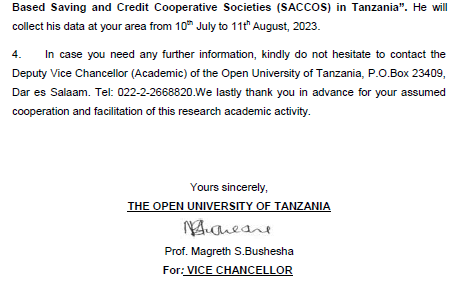 Based Saving and Credit Cooperative Societies (SACCOS) in Tanzania”. He will
collect his data at your area from 10th July to 11th August, 2023.
4. In case you need any further information, kindly do not hesitate to contact the
Deputy Vice Chancellor (Academic) of the Open University of Tanzania, P.O.Box 23409,
Dar es Salaam. Tel: 022-2-2668820.We lastly thank you in advance for your assumed
cooperation and facilitation of this research academic activity.
Yours sincerely,
THE OPEN UNIVERSITY OF TANZANIA
Prof. Magreth S.Bushesha
For: VICE CHANCELLOR